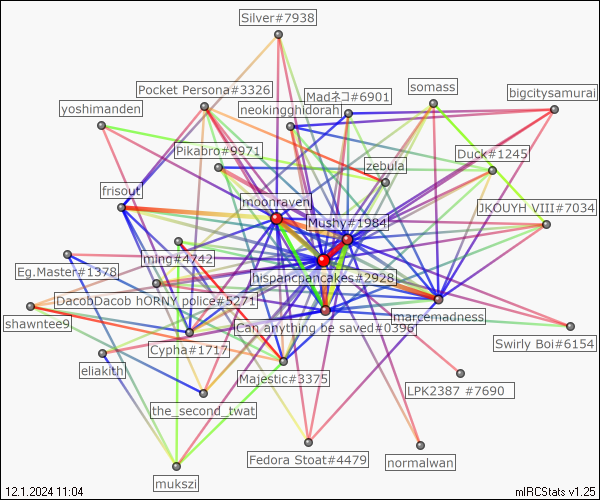 Silver#7938
Pocket Persona#3326
Madネコ#6901
somass
bigcitysamurai
yoshimanden
neokingghidorah
Pikabro#9971
zebula
Duck#1245
frisout
moonraven
Mushy#1984
JKOUYH VIII#7034
ming#4742
Eg.Master#1378
hispancpancakes#2928
DacobDacob hORNY police#5271
shawntee9
Can_anything be saved#0396
marcemadness
Cypha#1717
Swirly Boi#6154
eliakith
Majestic#3375
LPK2387 #7690
the_second_twat
Fedora Stoat#4479
normalwan
mukszi
12.1.2024 11:04
mIRCStats v1.25